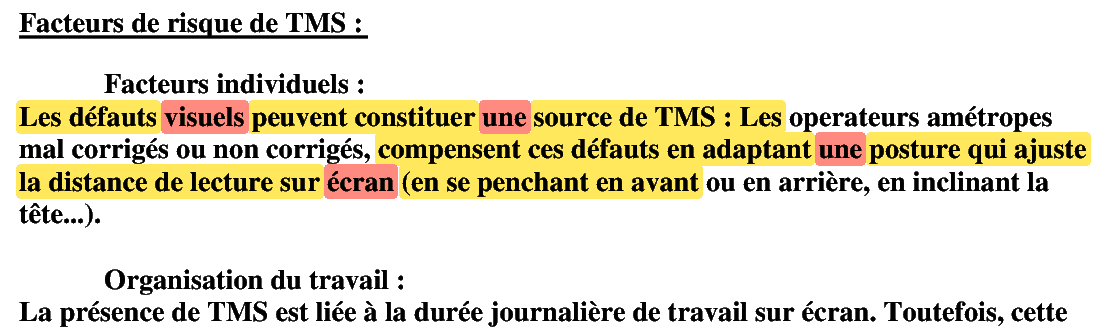 Facteurs de risque de TMS :
Facteurs individuels :
Les défauts visuels peuvent constituer une source de TMS : Les operateurs amétropes
mal corrigés ou non corrigés, compensent ces défauts en adaptant une posture qui ajuste
la distance de lecture sur écran (en se penchant en avant ou en arrière, en inclinant la
tête...).
Organisation du travail :
La présence de TMS est liée à la durée journalière de travail sur écran. Toutefois, cette